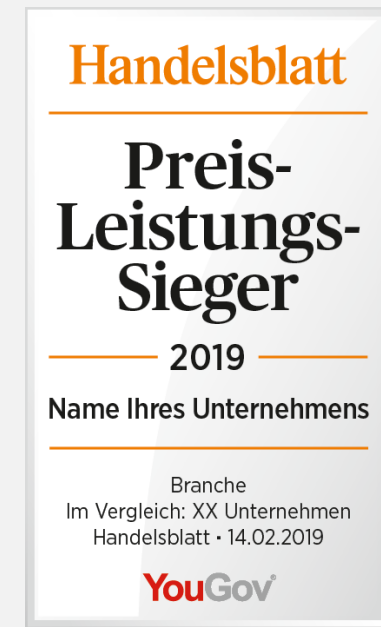 Handelsblatt
Preis-
Leistungs-
Sieger
2019
Name Ihres Unternehmens
Branche
Im Vergleich: XX Unternehmen
Handelsblatt · 14.02.2019
YouGov®